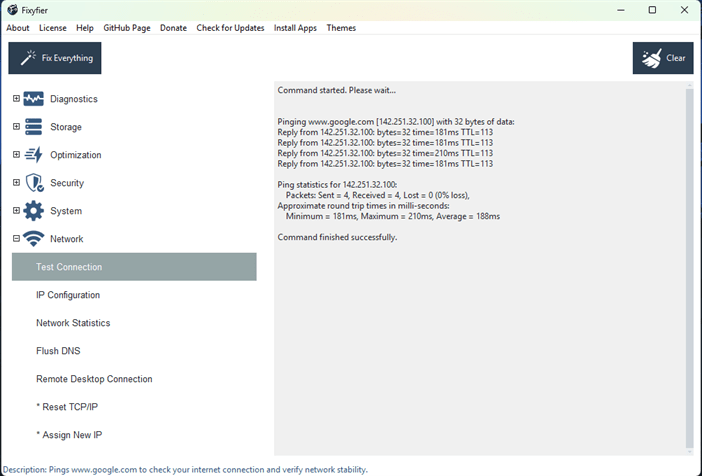 Fixyfier
About License Help GitHub Page Donate Check for Updates Install Apps Themes
Fix Everything
Clear
Diagnostics
Storage
Optimization
Security
System
Network
Test Connection
IP Configuration
Network Statistics
Flush DNS
Remote Desktop Connection
* Reset TCP/IP
* Assign New IP
Command started. Please wait...
Pinging www.google.com [142.251.32.100] with 32 bytes of data:
Reply from 142.251.32.100: bytes=32 time=181ms TTL=113
Reply from 142.251.32.100: bytes=32 time=181ms TTL=113
Reply from 142.251.32.100: bytes=32 time=210ms TTL=113
Reply from 142.251.32.100: bytes=32 time=181ms TTL=113
Ping statistics for 142.251.32.100:
Packets: Sent = 4, Received = 4, Lost = 0 (0% loss),
Approximate round trip times in milli-seconds:
Minimum = 181ms, Maximum = 210ms, Average = 188ms
Command finished successfully.
Description: Pings www.google.com to check your internet connection and verify network stability.